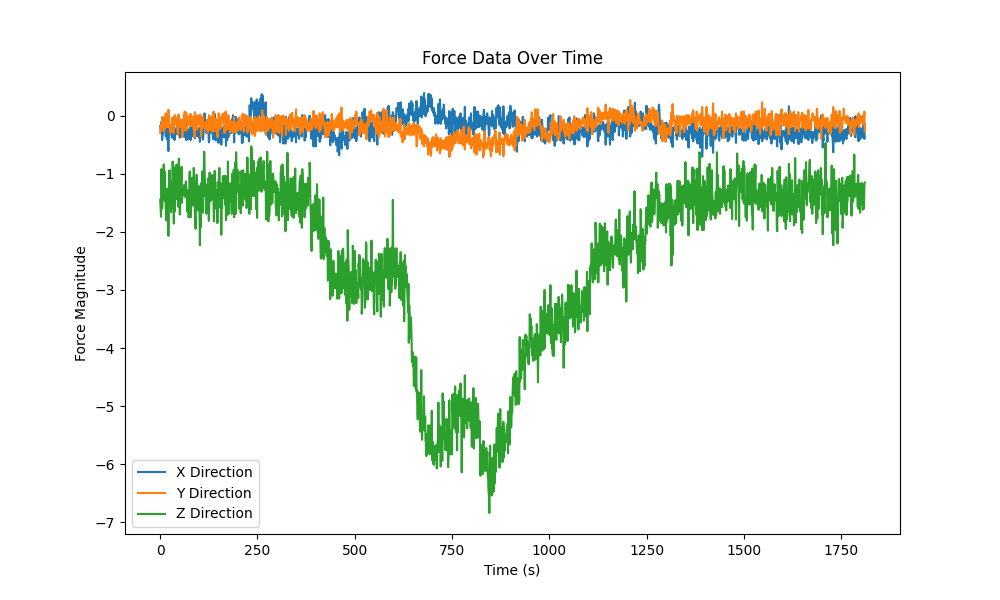 Force Data Over Time
Force Magnitude
0
−1
−2
−3
−4
−5
−6
−7
X Direction
Y Direction
Z Direction
0 250 500 750 1000 1250 1500 1750
Time (s)